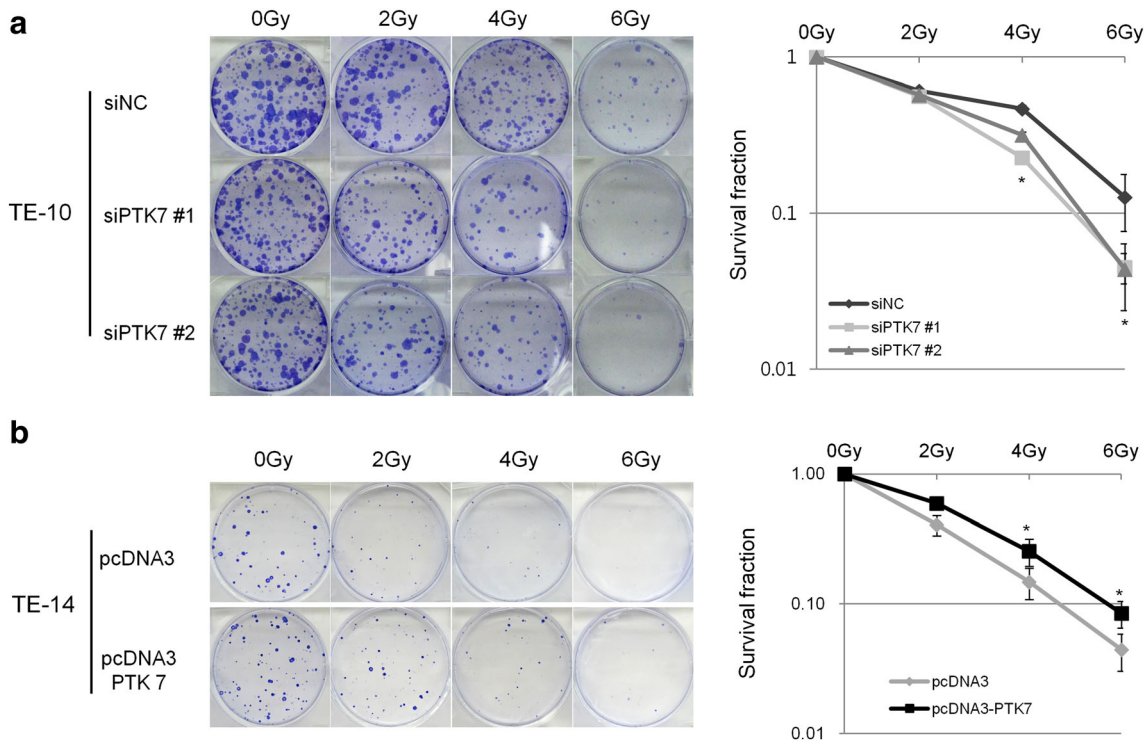 a
0Gy 2Gy 4Gy 6Gy
TE-10
siNC
siPTK7 #1
siPTK7 #2
0Gy 2Gy 4Gy 6Gy
1
0.1
0.01
Survival fraction
*
*
siNC
siPTK7 #1
siPTK7 #2
b
0Gy 2Gy 4Gy 6Gy
TE-14
pcDNA3
pcDNA3
PTK 7
0Gy 2Gy 4Gy 6Gy
1.00
0.10
0.01
Survival fraction
*
*
pcDNA3
pcDNA3-PTK7